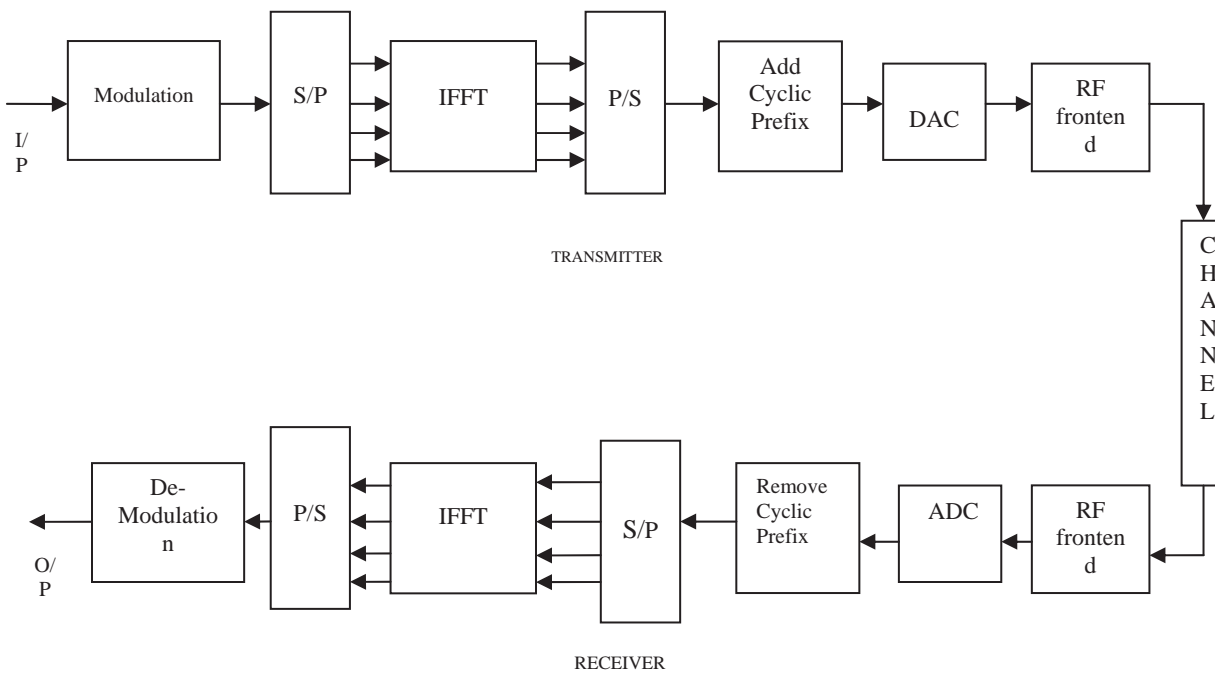 Modulation
S/P
IFFT
P/S
Add
Cyclic
Prefix
DAC
RF
fronten
d
I/
P
TRANSMITTER
C
H
A
N
N
E
L
De-
Modulatio
n
P/S
IFFT
S/P
Remove
Cyclic
Prefix
ADC
RF
fronten
d
O/
P
RECEIVER